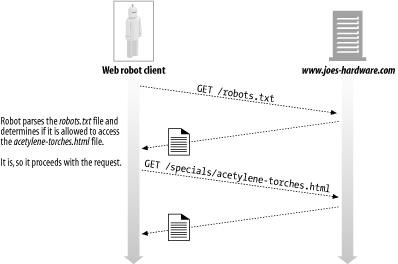 Web robot client
www.joes-hardware.com
GET /robots.txt
Robot parses the robots.txt file and
determines if it is allowed to access
the acetylene-torches.html file.
It is, so it proceeds with the request.
GET /specials/acetylene-torches.html